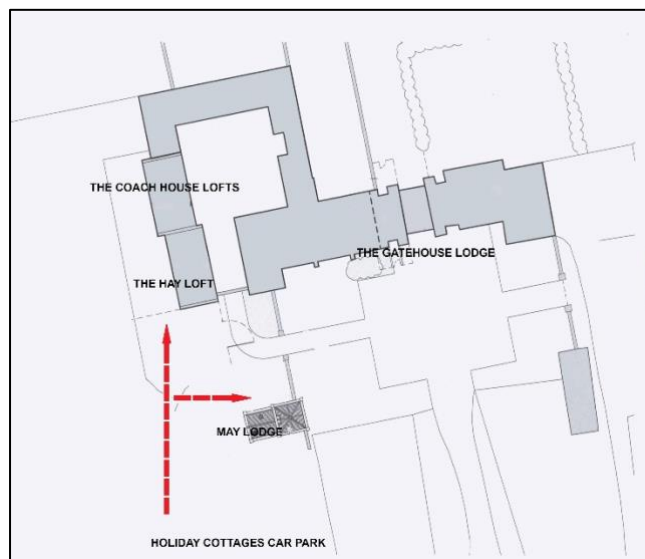 THE COACH HOUSE LOFTS
THE GATEHOUSE LODGE
THE HAY LOFT
MAY LODGE
HOLIDAY COTTAGES CAR PARK